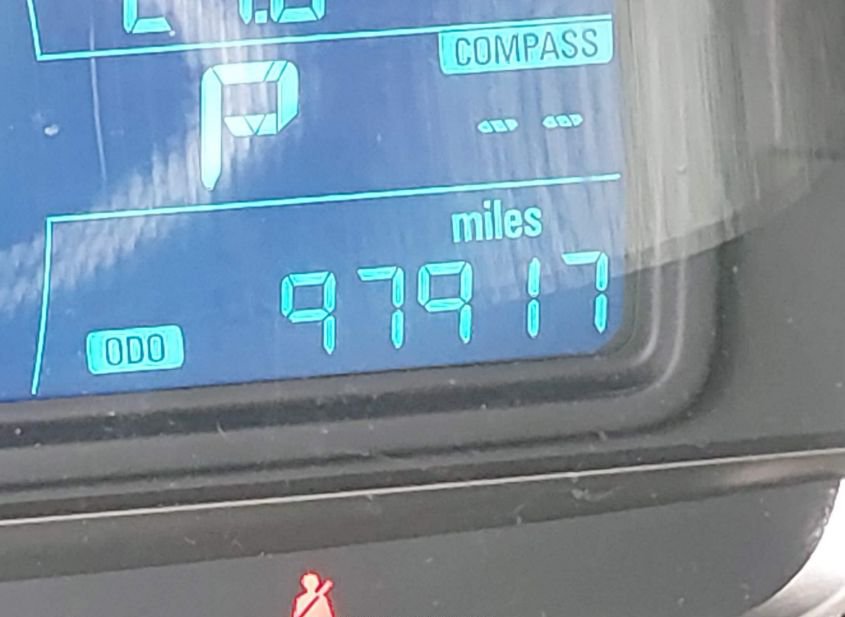 P
COMPASS
-- --
miles
ODO 97917